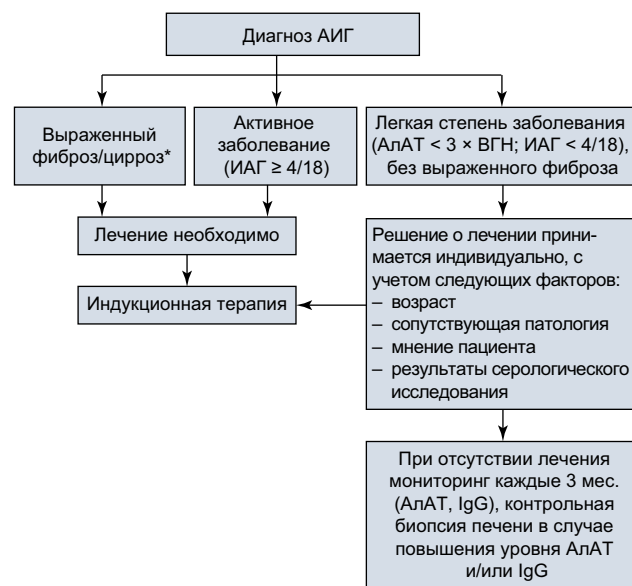 Диагноз АИГ
Выраженный
фиброз/цирроз*
Активное
заболевание
(ИАГ ≥ 4/18)
Легкая степень заболевания
(АлАТ < 3 × ВГН; ИАГ < 4/18),
без выраженного фиброза
Лечение необходимо
Индукционная терапия
Решение о лечении прини-
мается индивидуально, с
учетом следующих факторов:
– возраст
– сопутствующая патология
– мнение пациента
– результаты серологического
исследования
При отсутствии лечения
мониторинг каждые 3 мес.
(АлАТ, IgG), контрольная
биопсия печени в случае
повышения уровня АлАТ
и/или IgG